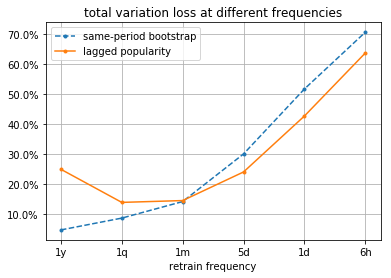 total variation loss at different frequencies
same-period bootstrap
lagged popularity
70.0%
60.0%
50.0%
40.0%
30.0%
20.0%
10.0%
1y 1q 1m 5d 1d 6h
retrain frequency